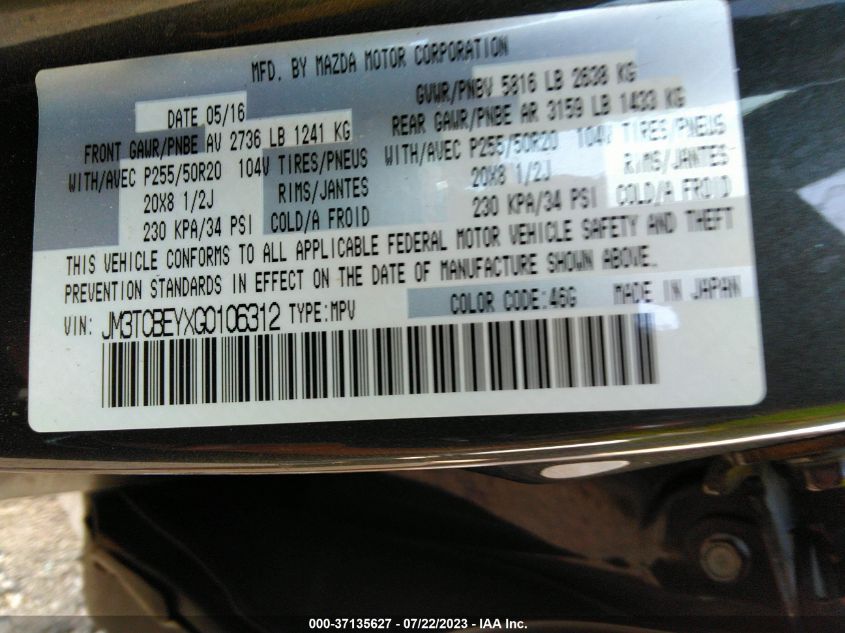 MFD. BY MAZDA MOTOR CORPORATION
DATE 05/16
GVWR/PNBV 5816 LB 2638 KG
FRONT GAWR/PNBE AV 2736 LB 1241 KG
REAR GAWR/PNBE AR 3159 LB 1433 KG
WITH/AVEC P255/50R20 104V TIRES/PNEUS
WITH/AVEC P255/50R20 104V TIRES/PNEUS
20X8 1/2J RIMS/JANTES
20X8 1/2J RIMS/JANTES
230 KPA/34 PSI COLD/A FROID
230 KPA/34 PSI COLD/A FROID
THIS VEHICLE CONFORMS TO ALL APPLICABLE FEDERAL MOTOR VEHICLE SAFETY AND THEFT
PREVENTION STANDARDS IN EFFECT ON THE DATE OF MANUFACTURE SHOWN ABOVE.
VIN: JM3TCBEYXG0106312 TYPE:MPV
COLOR CODE:46G
MADE IN JAPAN
000-37135627 - 07/22/2023 - IAA Inc.